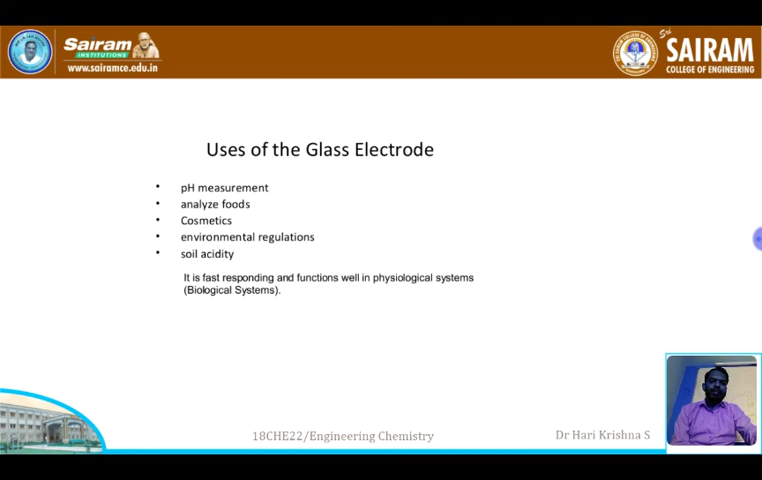 Sairam
INSTITUTIONS
www.sairamce.edu.in
Sri
SAIRAM
COLLEGE OF ENGINEERING
Uses of the Glass Electrode
• pH measurement
• analyze foods
• Cosmetics
• environmental regulations
• soil acidity
It is fast responding and functions well in physiological systems
(Biological Systems).
18CHE22/Engineering Chemistry
Dr Hari Krishna S